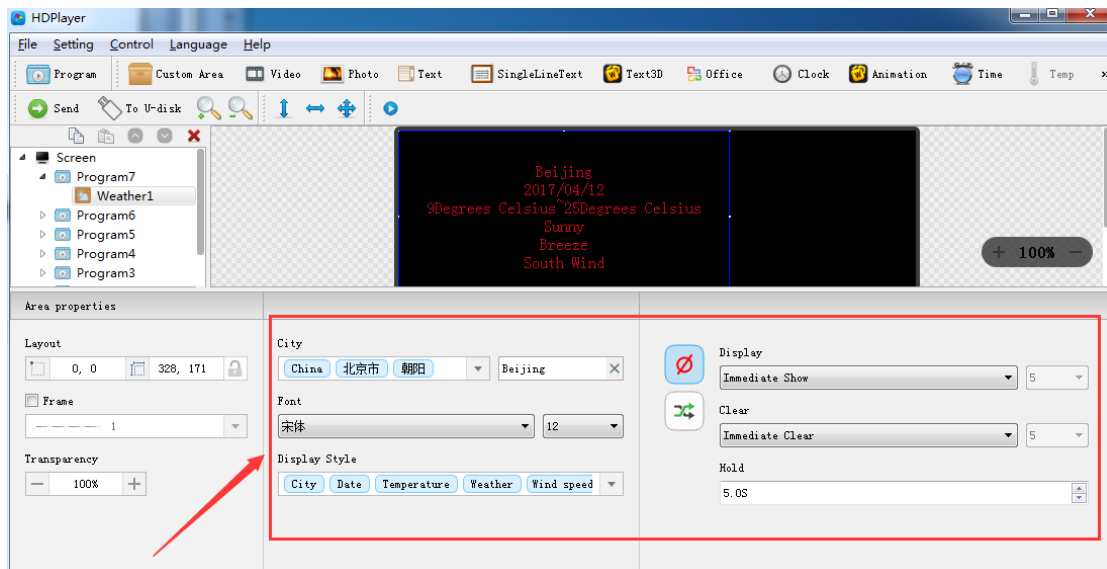 HDPlayer
File Setting Control Language Help
Program Custom Area Video Photo Text SingleLineText Text3D Office Clock Animation Time Temp »
Send To U-disk
Screen
Program7
Weather1
Program6
Program5
Program4
Program3
Beijing
2017/04/12
9Degrees Celsius~25Degrees Celsius
Sunny
Breeze
South Wind
+ 100% −
Area properties
Layout
0, 0 328, 171
Frame
1
Transparency
− 100% +
City
China 北京市 朝阳 Beijing
Font
宋体 12
Display Style
City Date Temperature Weather Wind speed
Display
Immediate Show 5
Clear
Immediate Clear 5
Hold
5.0S